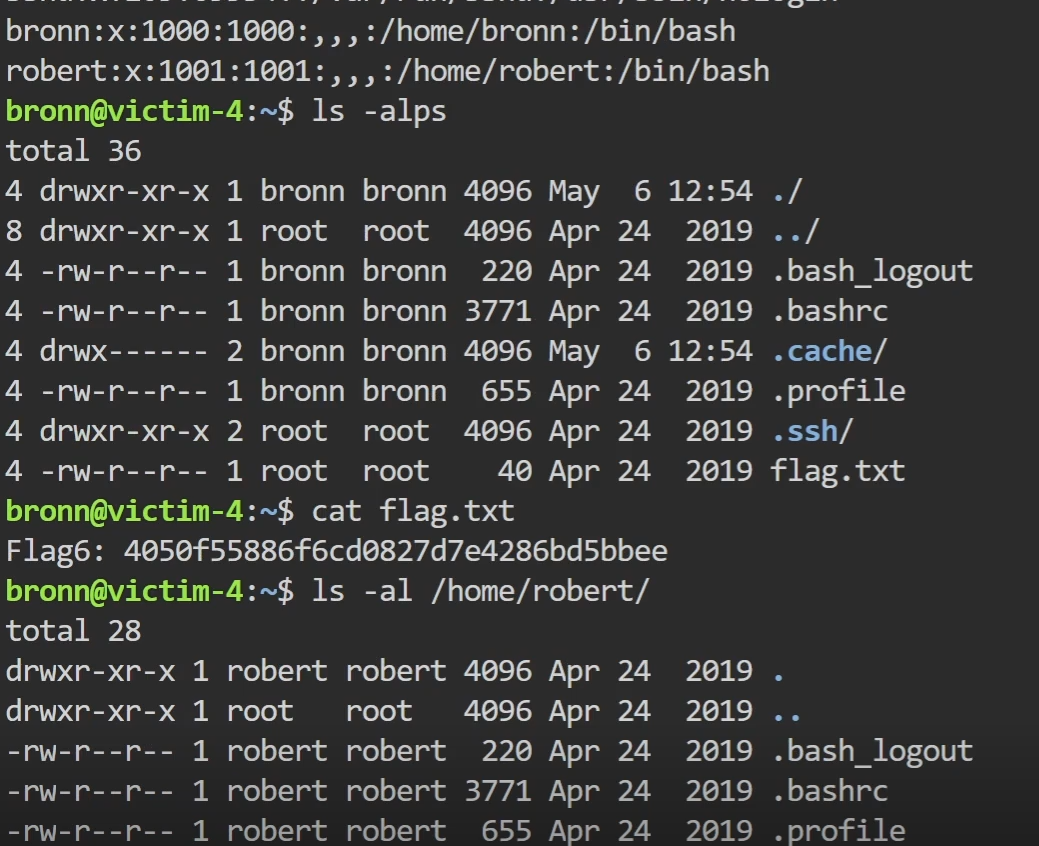 bronn:x:1000:1000:,,,:/home/bronn:/bin/bash
robert:x:1001:1001:,,,:/home/robert:/bin/bash
bronn@victim-4:~$ ls -alps
total 36
4 drwxr-xr-x 1 bronn bronn 4096 May  6 12:54 ./
8 drwxr-xr-x 1 root  root  4096 Apr 24  2019 ../
4 -rw-r--r-- 1 bronn bronn  220 Apr 24  2019 .bash_logout
4 -rw-r--r-- 1 bronn bronn 3771 Apr 24  2019 .bashrc
4 drwx------ 2 bronn bronn 4096 May  6 12:54 .cache/
4 -rw-r--r-- 1 bronn bronn  655 Apr 24  2019 .profile
4 drwxr-xr-x 2 root  root  4096 Apr 24  2019 .ssh/
4 -rw-r--r-- 1 root  root    40 Apr 24  2019 flag.txt
bronn@victim-4:~$ cat flag.txt
Flag6: 4050f55886f6cd0827d7e4286bd5bbee
bronn@victim-4:~$ ls -al /home/robert/
total 28
drwxr-xr-x 1 robert robert 4096 Apr 24  2019 .
drwxr-xr-x 1 root   root   4096 Apr 24  2019 ..
-rw-r--r-- 1 robert robert  220 Apr 24  2019 .bash_logout
-rw-r--r-- 1 robert robert 3771 Apr 24  2019 .bashrc
-rw-r--r-- 1 robert robert  655 Apr 24  2019 .profile